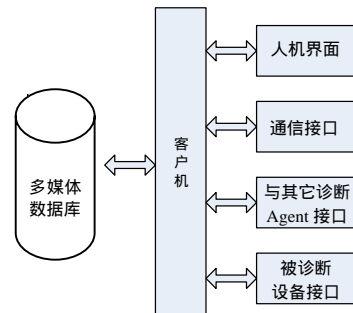 多媒体
数据库
客
户
机
人机界面
通信接口
与其它诊断
Agent 接口
被诊断
设备接口